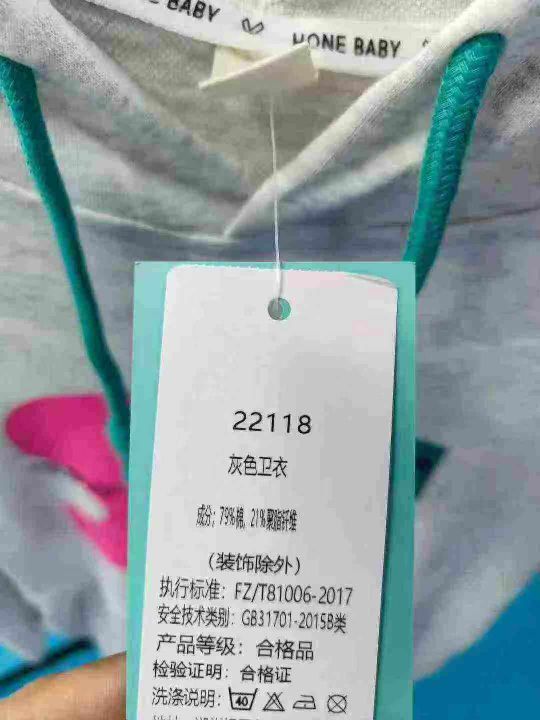 NE BABY
HONE BABY
22118
灰色卫衣
成分：79%棉，21%聚酯纤维
（装饰除外）
执行标准：FZ/T81006-2017
安全技术类别：GB31701-2015B类
产品等级：合格品
检验证明：合格证
洗涤说明：
40